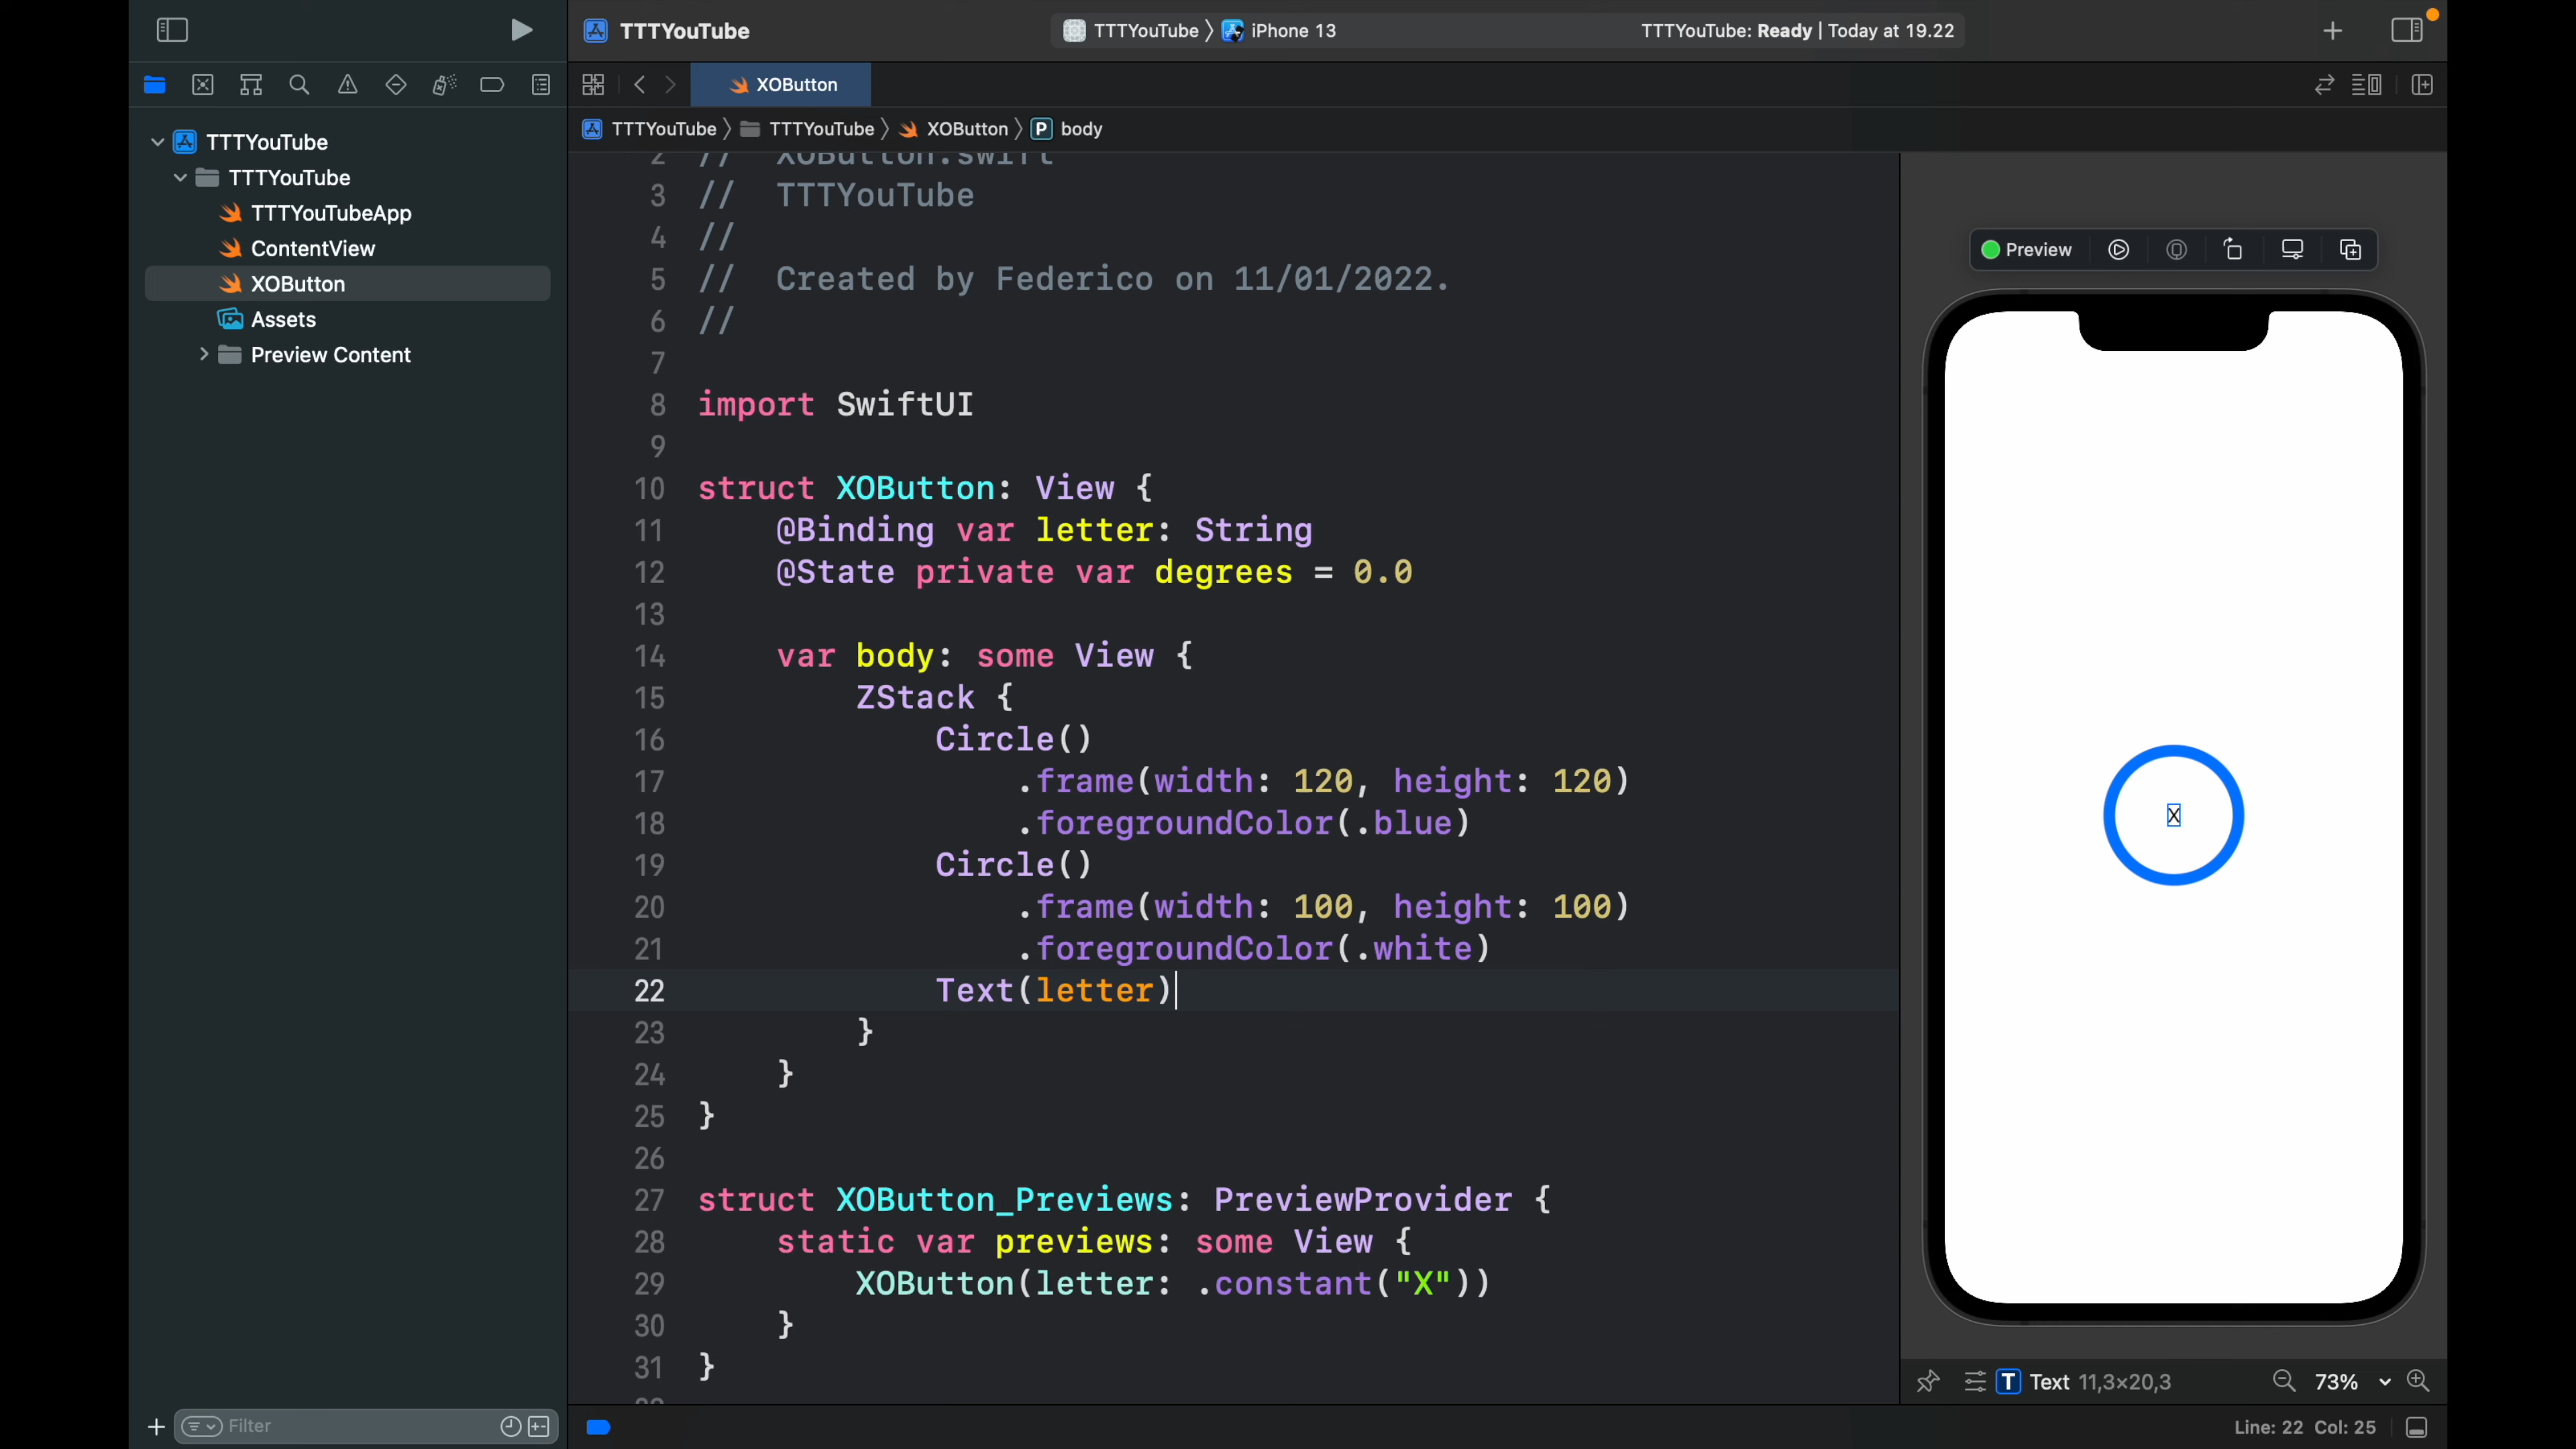 TTTYouTube
TTTYouTube 〉 iPhone 13
TTTYouTube: Ready | Today at 19.22
XOButton
TTTYouTube 〉 TTTYouTube 〉 XOButton 〉 P body
TTTYouTube
TTTYouTube
TTTYouTubeApp
ContentView
XOButton
Assets
Preview Content
Filter
2 // XOButton.swift
3 // TTTYouTube
4 //
5 // Created by Federico on 11/01/2022.
6 //
7
8 import SwiftUI
9
10 struct XOButton: View {
11 @Binding var letter: String
12 @State private var degrees = 0.0
13
14 var body: some View {
15 ZStack {
16 Circle()
17 .frame(width: 120, height: 120)
18 .foregroundColor(.blue)
19 Circle()
20 .frame(width: 100, height: 100)
21 .foregroundColor(.white)
22 Text(letter)
23 }
24 }
25 }
26
27 struct XOButton_Previews: PreviewProvider {
28 static var previews: some View {
29 XOButton(letter: .constant("X"))
30 }
31 }
Preview
X
T Text 11,3×20,3
73%
Line: 22 Col: 25